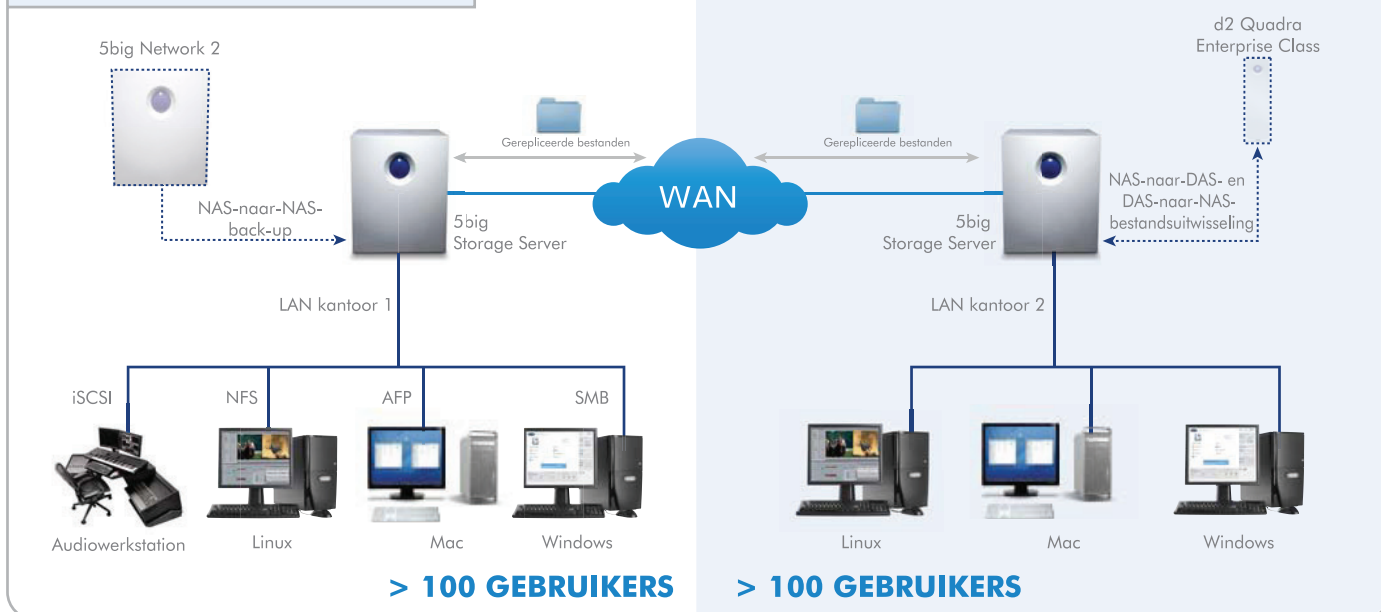 5big Network 2
d2 Quadra
Enterprise Class
Gerepliceerde bestanden
Gerepliceerde bestanden
WAN
NAS-naar-NAS-
back-up
5big
Storage Server
5big
Storage Server
NAS-naar-DAS- en
DAS-naar-NAS-
bestandsuitwisseling
LAN kantoor 1
LAN kantoor 2
iSCSI
NFS
AFP
SMB
Audiowerkstation
Linux
Mac
Windows
Linux
Mac
Windows
> 100 GEBRUIKERS
> 100 GEBRUIKERS